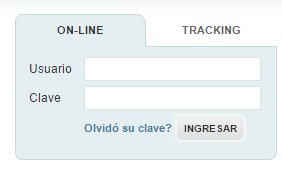 ON-LINE TRACKING
Usuario
Clave
Olvidó su clave? INGRESAR